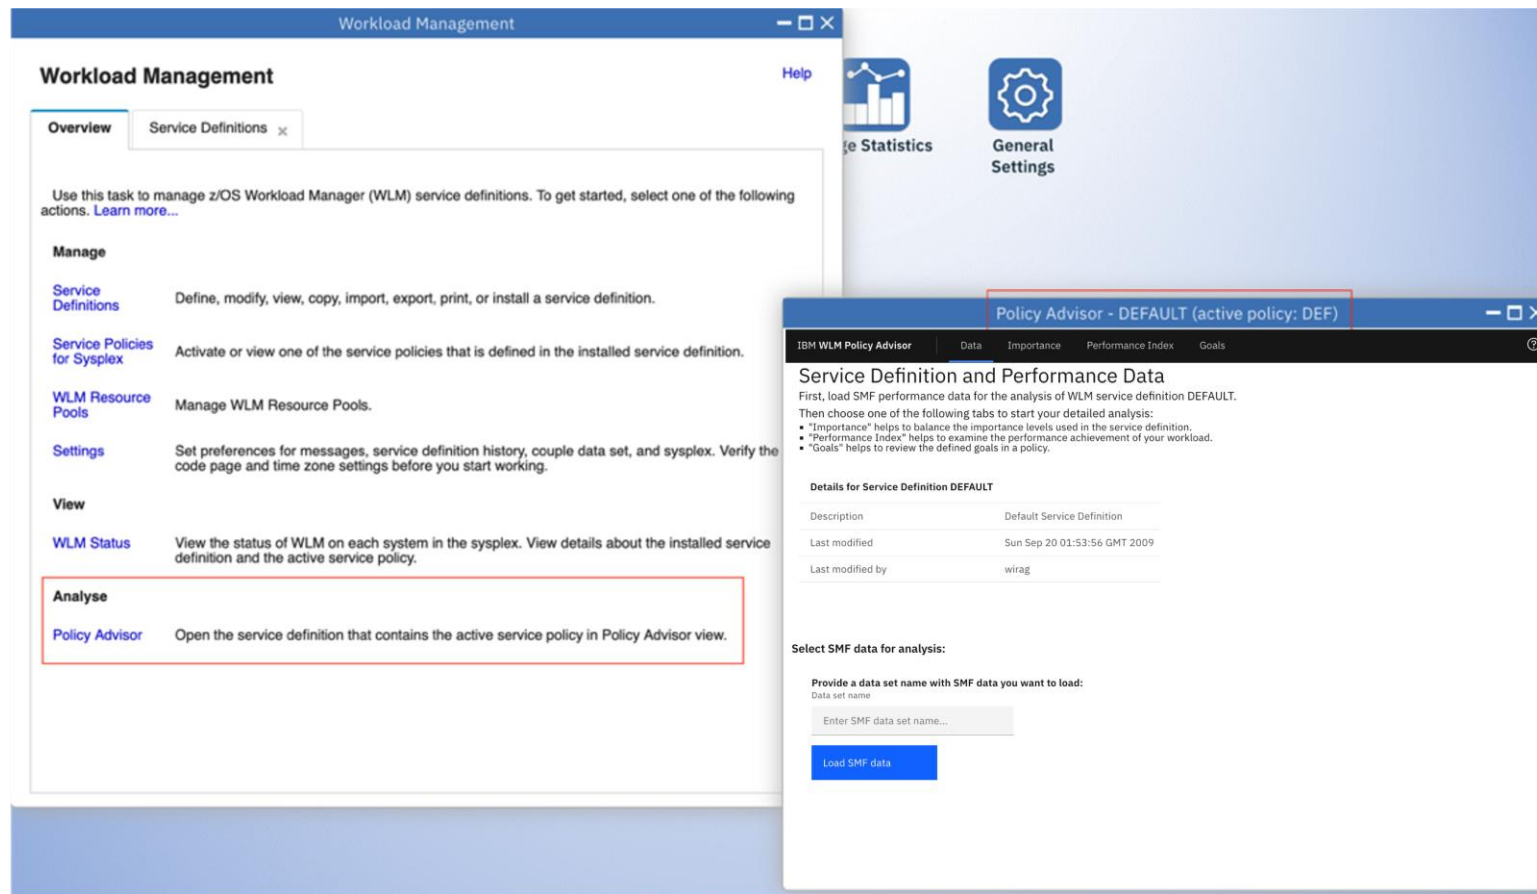 Workload Management
Workload Management
Help
Overview
Service Definitions
Use this task to manage z/OS Workload Manager (WLM) service definitions. To get started, select one of the following
actions. Learn more...
Manage
Service
Definitions
Define, modify, view, copy, import, export, print, or install a service definition.
Service Policies
for Sysplex
Activate or view one of the service policies that is defined in the installed service definition.
WLM Resource
Pools
Manage WLM Resource Pools.
Settings
Set preferences for messages, service definition history, couple data set, and sysplex. Verify the
code page and time zone settings before you start working.
View
WLM Status
View the status of WLM on each system in the sysplex. View details about the installed service
definition and the active service policy.
Analyse
Policy Advisor
Open the service definition that contains the active service policy in Policy Advisor view.
ge Statistics
General
Settings
Policy Advisor - DEFAULT (active policy: DEF)
IBM WLM Policy Advisor
Data
Importance
Performance Index
Goals
Service Definition and Performance Data
First, load SMF performance data for the analysis of WLM service definition DEFAULT.
Then choose one of the following tabs to start your detailed analysis:
▪ "Importance" helps to balance the importance levels used in the service definition.
▪ "Performance Index" helps to examine the performance achievement of your workload.
▪ "Goals" helps to review the defined goals in a policy.
Details for Service Definition DEFAULT
Description Default Service Definition
Last modified Sun Sep 20 01:53:56 GMT 2009
Last modified by wirag
Select SMF data for analysis:
Provide a data set name with SMF data you want to load:
Data set name
Enter SMF data set name...
Load SMF data